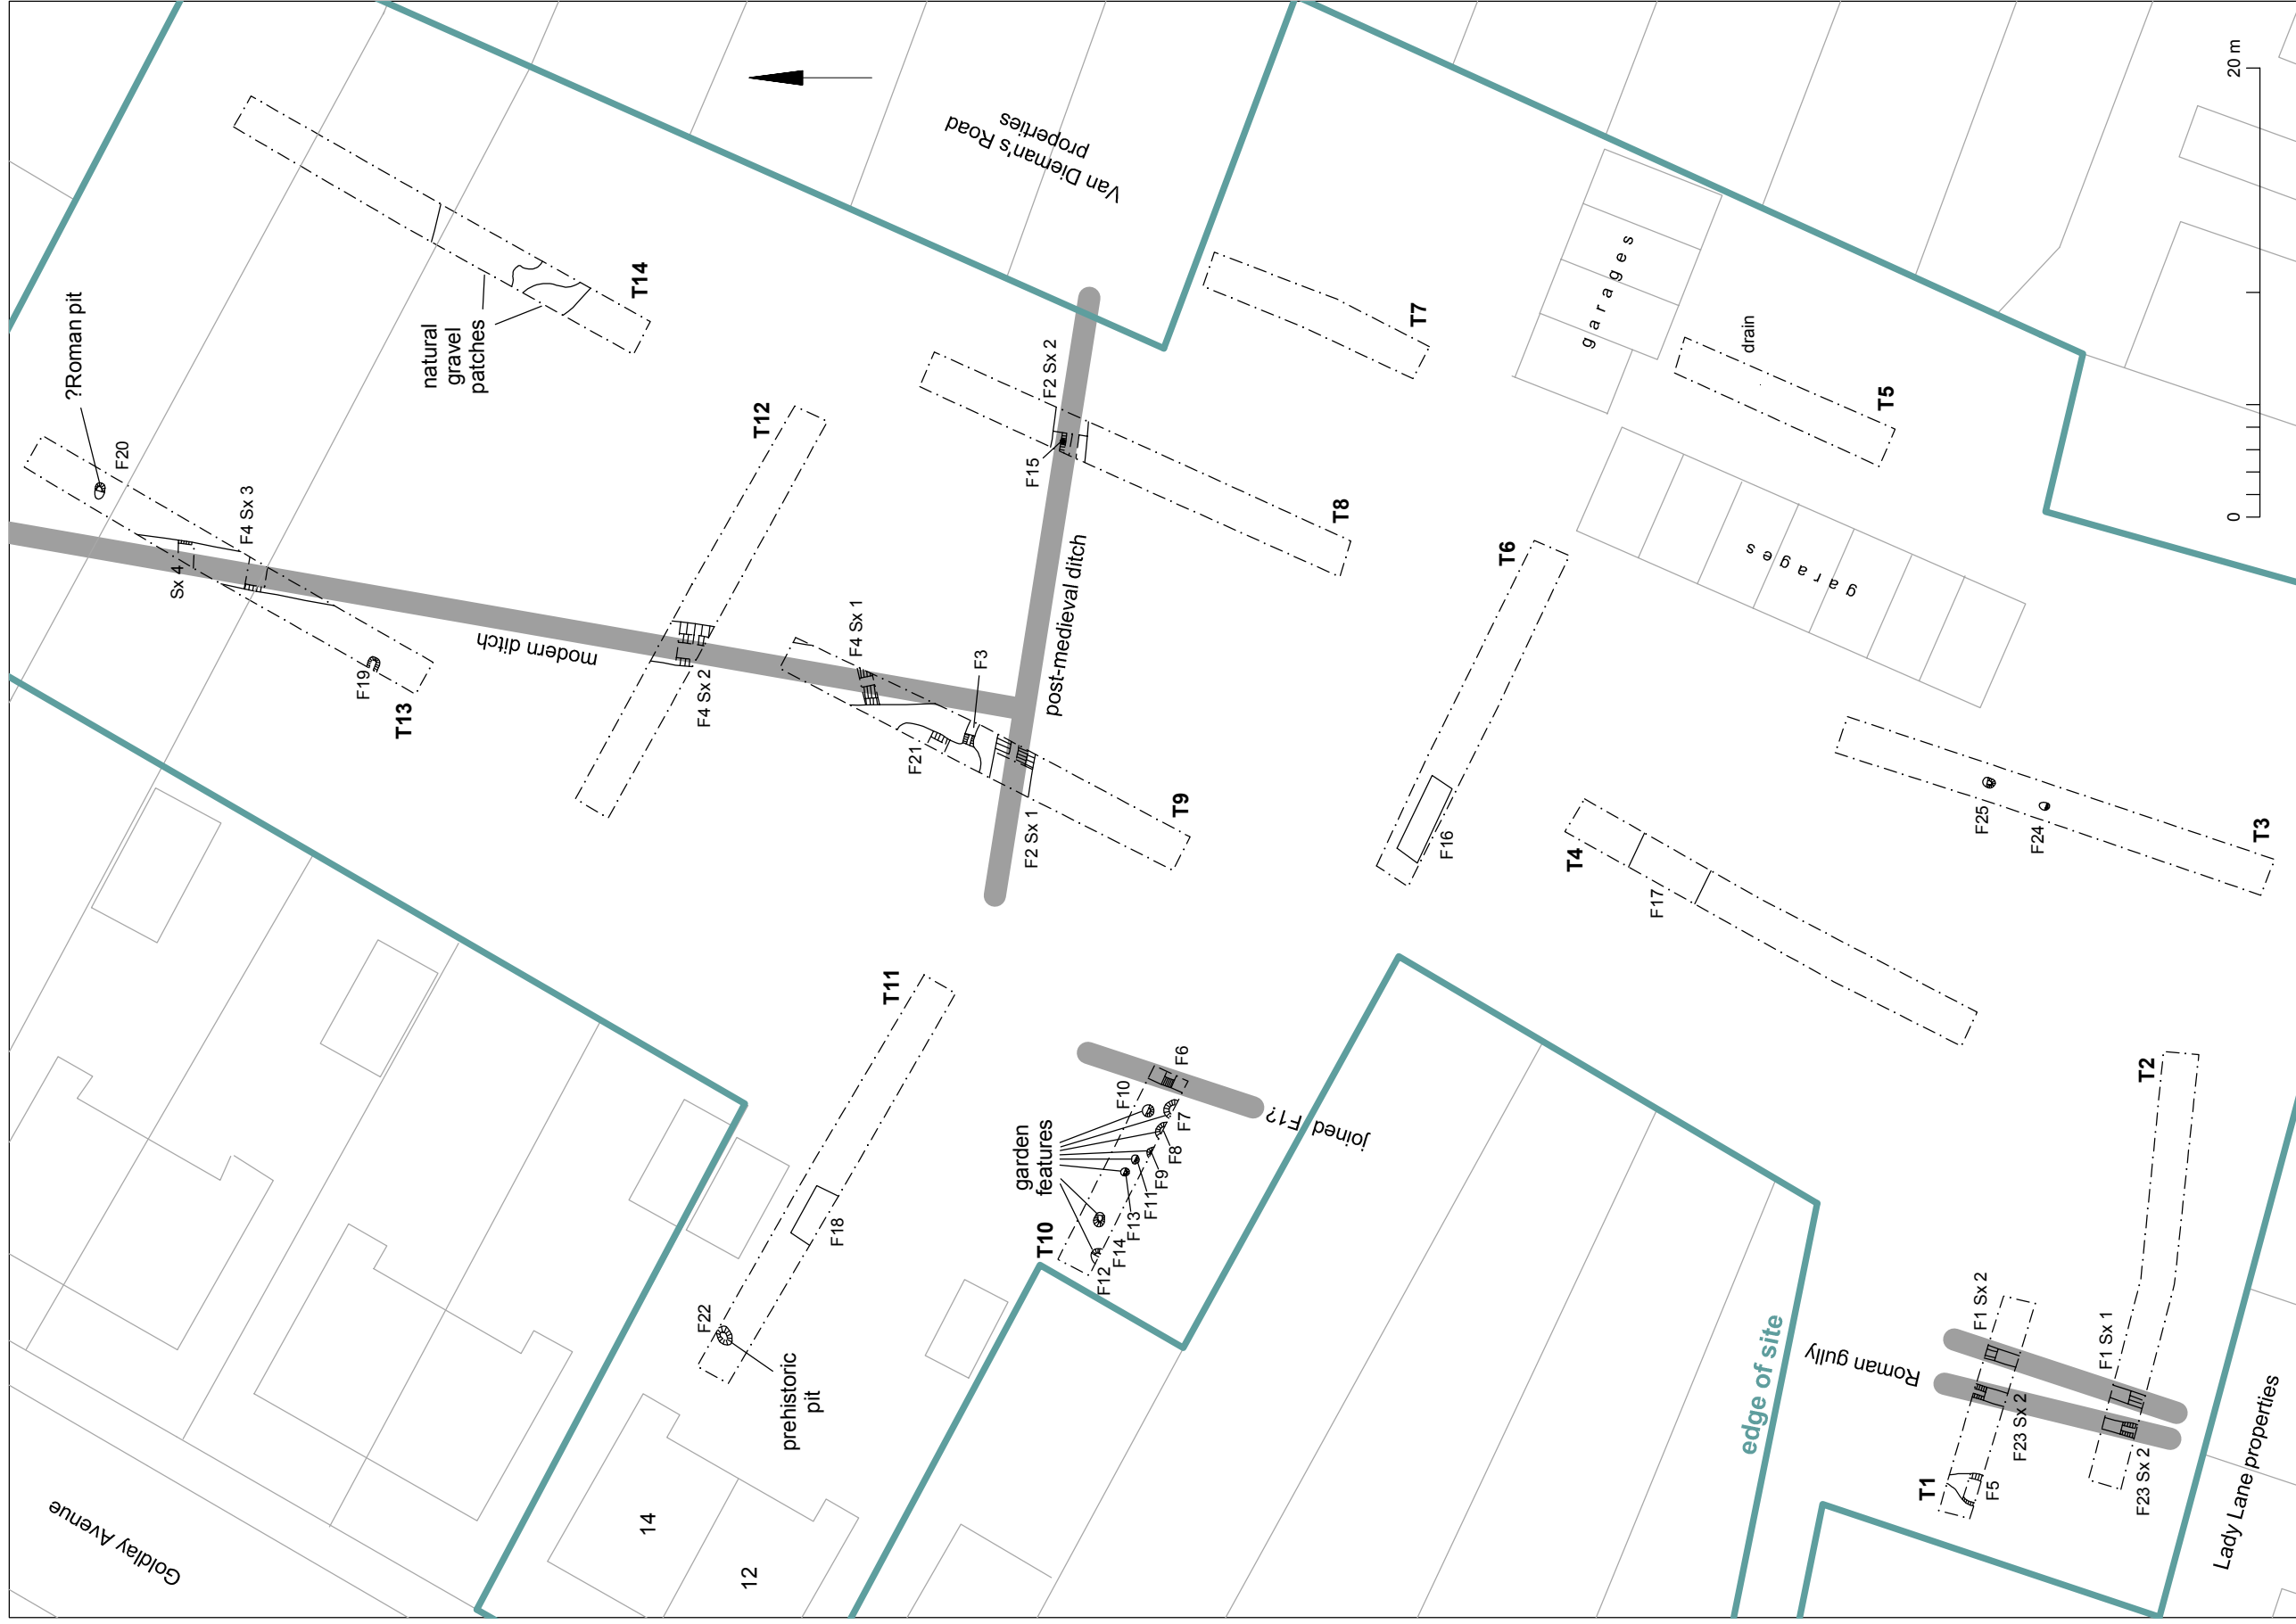 Goldlay Avenue
14
12
prehistoric
pit
F22
F18
T11
T10
garden
features
F10
F6
F7
F8
F9
F11
F13
F14
F12
joined F1?
edge of site
Roman gully
T1
F5
F23 Sx 2
F1 Sx 2
F23 Sx 2
F1 Sx 1
T2
Lady Lane properties
T13
F19
Sx 4
F4 Sx 3
F20
?Roman pit
modern ditch
F4 Sx 2
T12
F4 Sx 1
F3
F21
F2 Sx 1
T9
post-medieval ditch
F15
F2 Sx 2
T8
natural
gravel
patches
T14
Van Dieman's Road
properties
T7
garages
drain
T5
garages
T6
F16
T4
F17
F25
F24
T3
0
20 m